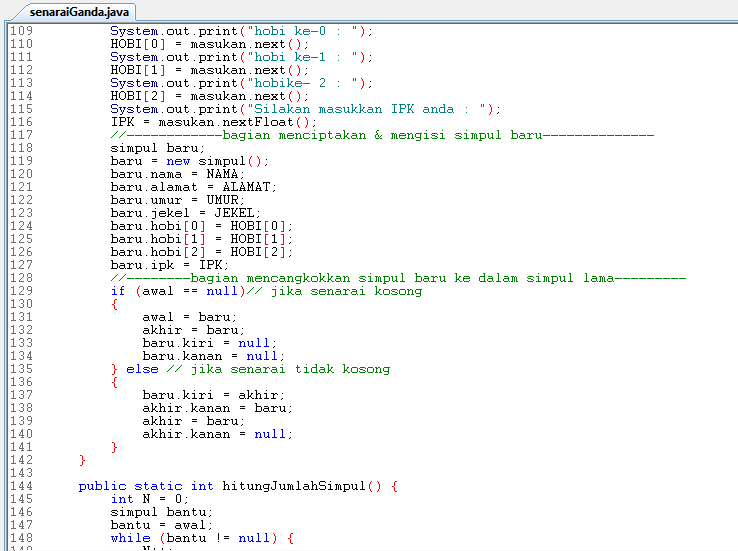 senaraiGanda.java
109 System.out.print("hobi ke-0 : ");
110 HOBI[0] = masukan.next();
111 System.out.print("hobi ke-1 : ");
112 HOBI[1] = masukan.next();
113 System.out.print("hobike- 2 : ");
114 HOBI[2] = masukan.next();
115 System.out.print("Silakan masukkan IPK anda : ");
116 IPK = masukan.nextFloat();
117 //------------bagian menciptakan & mengisi simpul baru--------------
118 simpul baru;
119 baru = new simpul();
120 baru.nama = NAMA;
121 baru.alamat = ALAMAT;
122 baru.umur = UMUR;
123 baru.jekel = JEKEL;
124 baru.hobi[0] = HOBI[0];
125 baru.hobi[1] = HOBI[1];
126 baru.hobi[2] = HOBI[2];
127 baru.ipk = IPK;
128 //--------bagian mencangkokkan simpul baru ke dalam simpul lama---------
129 if (awal == null)// jika senarai kosong
130 {
131 awal = baru;
132 akhir = baru;
133 baru.kiri = null;
134 baru.kanan = null;
135 } else // jika senarai tidak kosong
136 {
137 baru.kiri = akhir;
138 akhir.kanan = baru;
139 akhir = baru;
140 akhir.kanan = null;
141 }
142 }
143
144 public static int hitungJumlahSimpul() {
145 int N = 0;
146 simpul bantu;
147 bantu = awal;
148 while (bantu != null) {